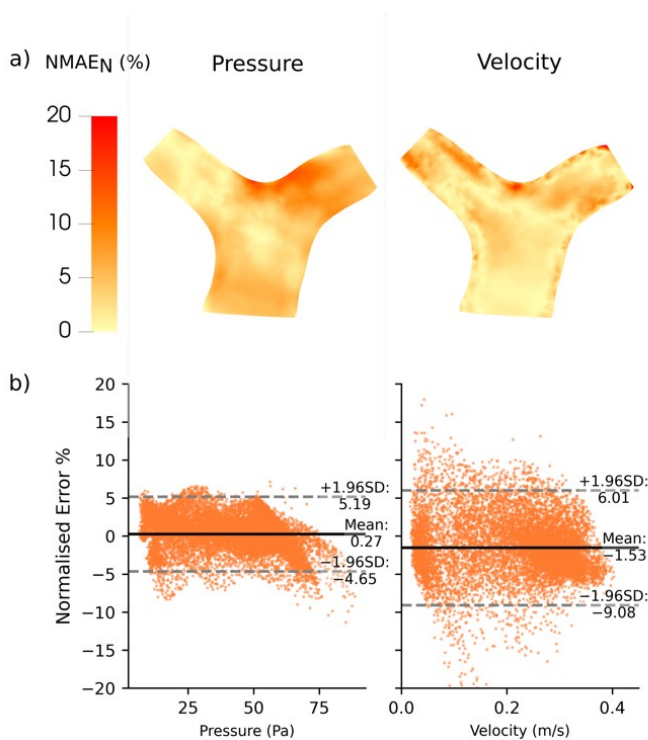 a) NMAEN (%)
Pressure
Velocity
20
15
10
5
0
b)
Normalised Error %
20
15
10
5
0
−5
−10
−15
−20
+1.96SD:
5.19
Mean:
0.27
−1.96SD:
−4.65
25
50
75
Pressure (Pa)
+1.96SD:
6.01
Mean:
−1.53
−1.96SD:
−9.08
0.0
0.2
0.4
Velocity (m/s)